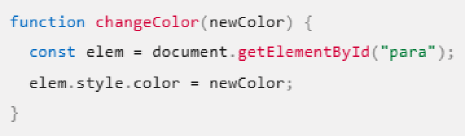 function changeColor(newColor) {
  const elem = document.getElementById("para");
  elem.style.color = newColor;
}